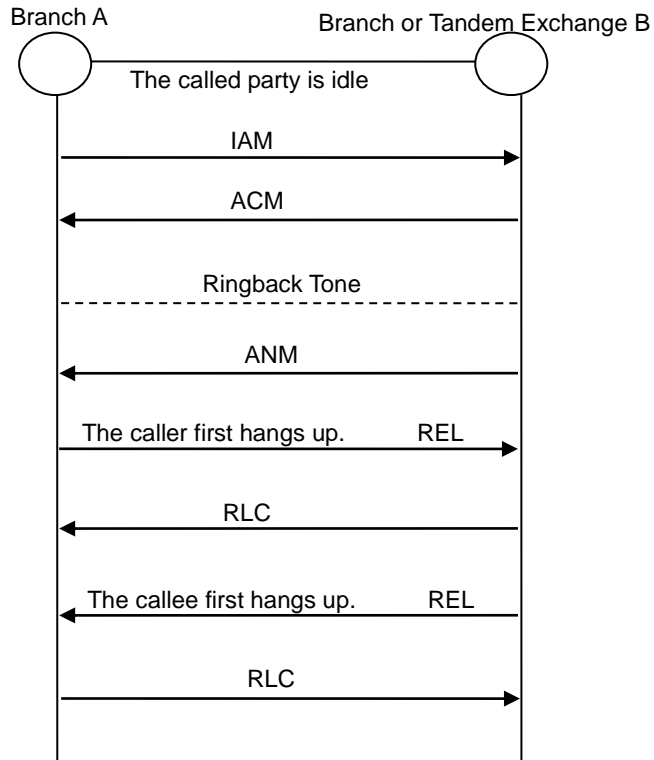 Branch A
Branch or Tandem Exchange B
The called party is idle
IAM
ACM
Ringback Tone
ANM
The caller first hangs up. REL
RLC
The callee first hangs up. REL
RLC